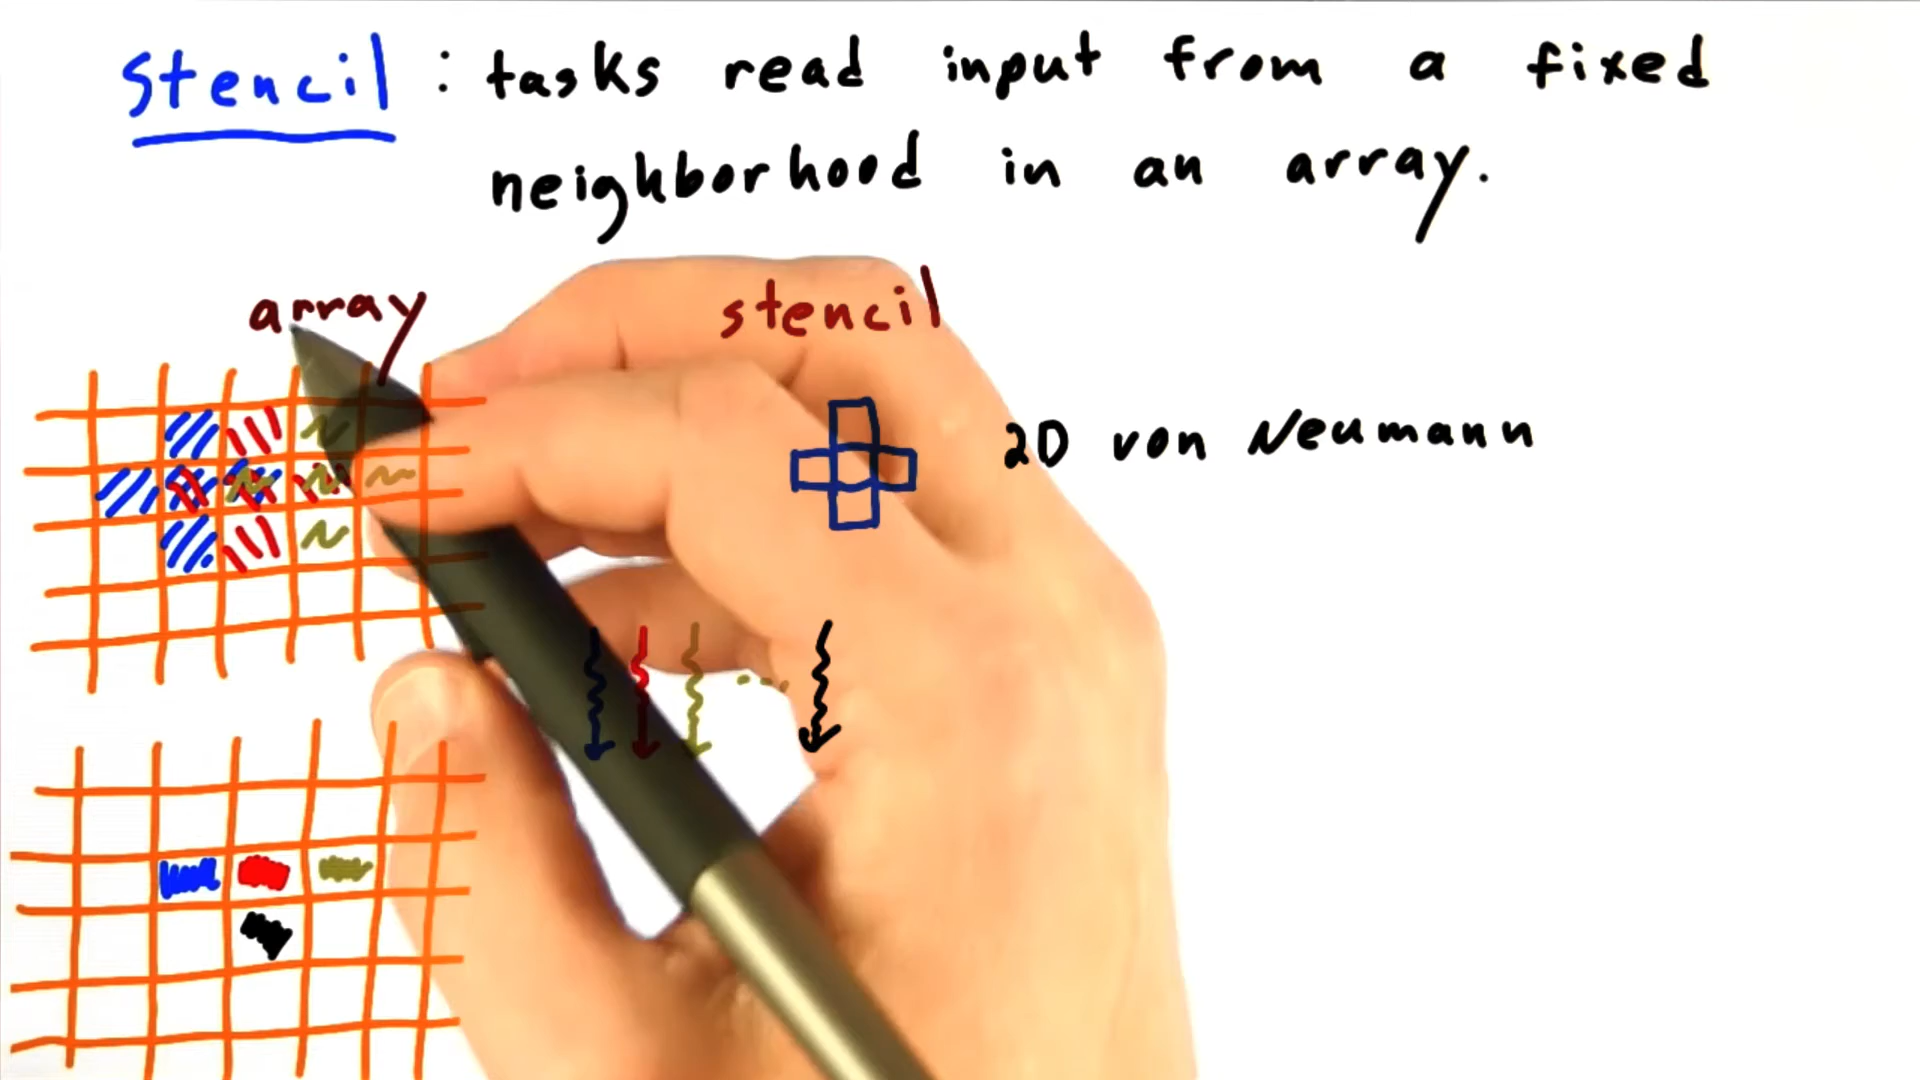 stencil : tasks read input from a fixed
neighborhood in an array.
array
stencil
2D von Neumann
...